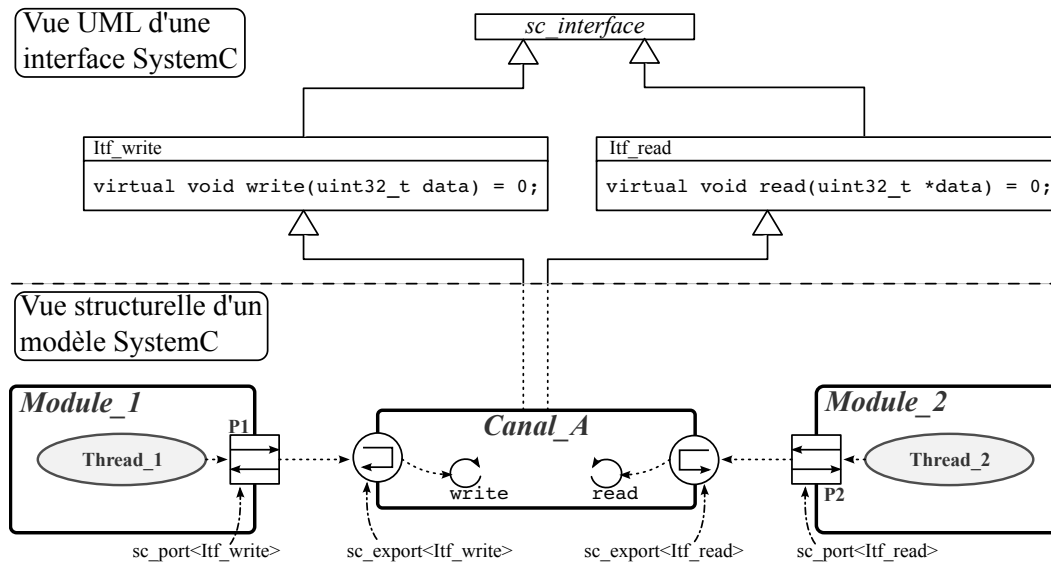 Vue UML d'une
interface SystemC
sc_interface
Itf_write
virtual void write(uint32_t data) = 0;
Itf_read
virtual void read(uint32_t *data) = 0;
Vue structurelle d'un
modèle SystemC
Module_1
P1
Thread_1
sc_port<Itf_write>
Canal_A
write
read
sc_export<Itf_write>
sc_export<Itf_read>
Module_2
Thread_2
P2
sc_port<Itf_read>